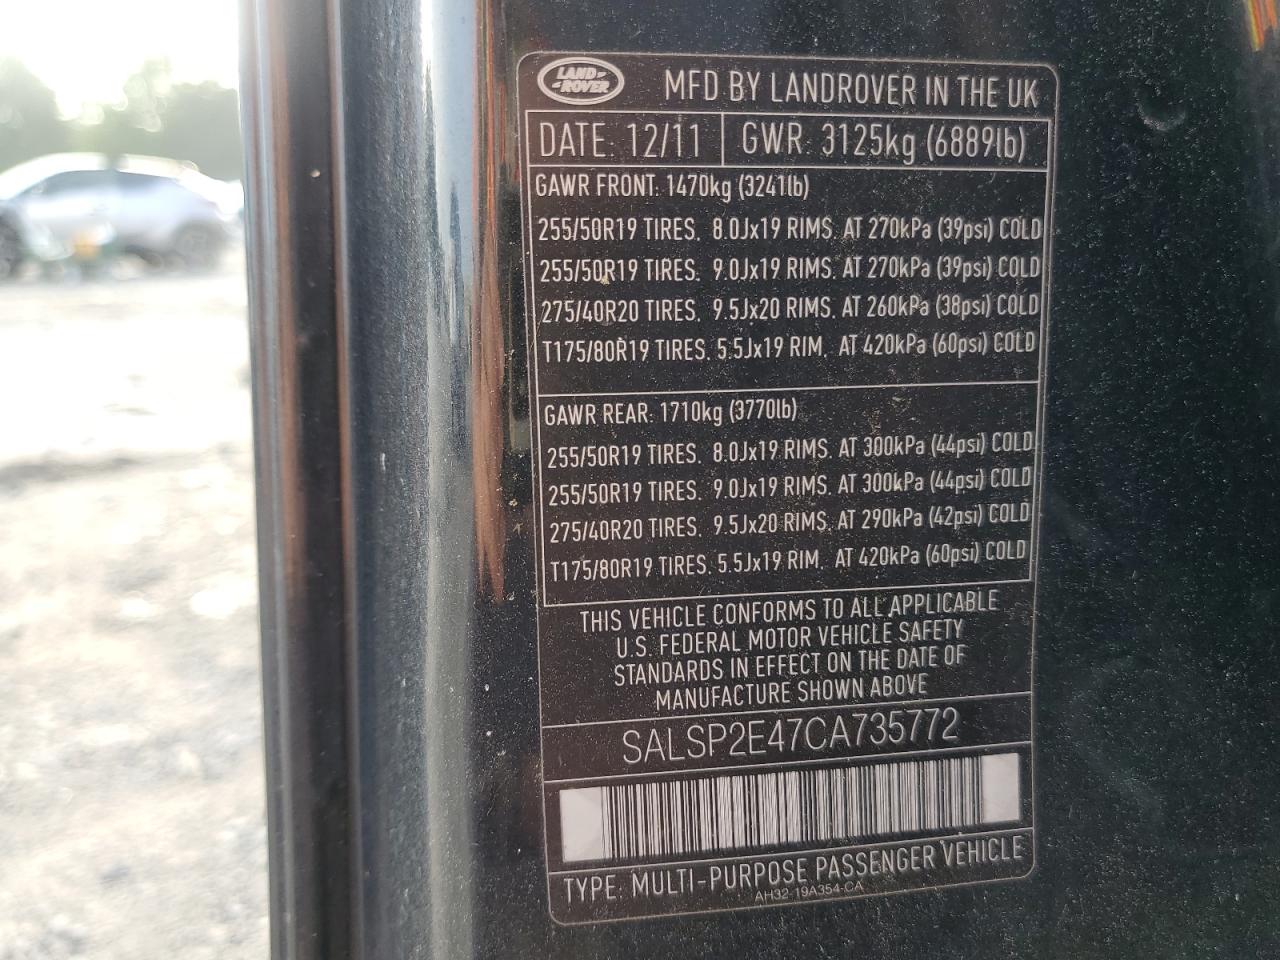 LAND ROVER
MFD BY LANDROVER IN THE UK
DATE: 12/11 GWR: 3125kg (6889lb)
GAWR FRONT: 1470kg (3241lb)
255/50R19 TIRES, 8.0Jx19 RIMS, AT 270kPa (39psi) COLD
255/50R19 TIRES, 9.0Jx19 RIMS, AT 270kPa (39psi) COLD
275/40R20 TIRES, 9.5Jx20 RIMS, AT 260kPa (38psi) COLD
T175/80R19 TIRES, 5.5Jx19 RIM, AT 420kPa (60psi) COLD
GAWR REAR: 1710kg (3770lb)
255/50R19 TIRES, 8.0Jx19 RIMS, AT 300kPa (44psi) COLD
255/50R19 TIRES, 9.0Jx19 RIMS, AT 300kPa (44psi) COLD
275/40R20 TIRES, 9.5Jx20 RIMS, AT 290kPa (42psi) COLD
T175/80R19 TIRES, 5.5Jx19 RIM, AT 420kPa (60psi) COLD
THIS VEHICLE CONFORMS TO ALL APPLICABLE
U.S. FEDERAL MOTOR VEHICLE SAFETY
STANDARDS IN EFFECT ON THE DATE OF
MANUFACTURE SHOWN ABOVE
SALSP2E47CA735772
TYPE: MULTI-PURPOSE PASSENGER VEHICLE
AH32-19A354-CA